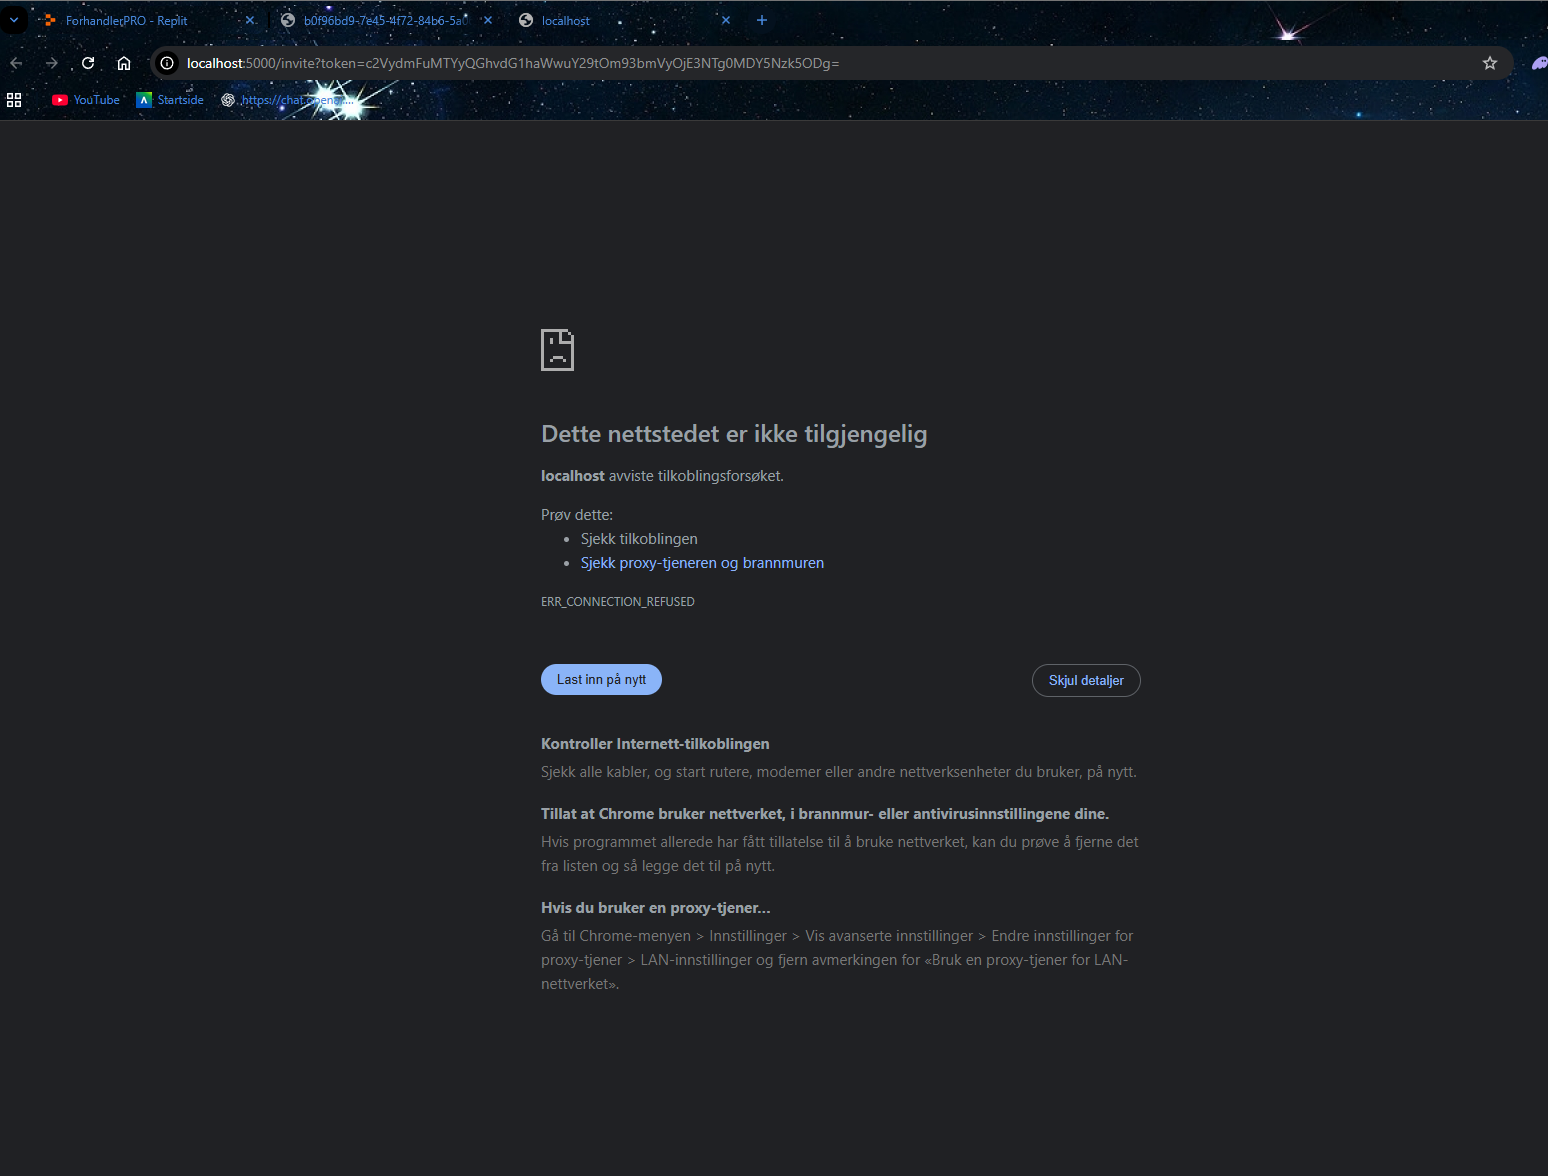 ForhandlerPRO - Replit
b0f96bd9-7e45-4f72-84b6-5a0
localhost
localhost:5000/invite?token=c2VydmFuMTYyQGhvdG1haWwuY29tOm93bmVyOjE3NTg0MDY5Nzk5ODg=
YouTube
Startside
https://chat.openai....
Dette nettstedet er ikke tilgjengelig
localhost avviste tilkoblingsforsøket.
Prøv dette:
Sjekk tilkoblingen
Sjekk proxy-tjeneren og brannmuren
ERR_CONNECTION_REFUSED
Last inn på nytt
Skjul detaljer
Kontroller Internett-tilkoblingen
Sjekk alle kabler, og start rutere, modemer eller andre nettverksenheter du bruker, på nytt.
Tillat at Chrome bruker nettverket, i brannmur- eller antivirusinnstillingene dine.
Hvis programmet allerede har fått tillatelse til å bruke nettverket, kan du prøve å fjerne det
fra listen og så legge det til på nytt.
Hvis du bruker en proxy-tjener...
Gå til Chrome-menyen > Innstillinger > Vis avanserte innstillinger > Endre innstillinger for
proxy-tjener > LAN-innstillinger og fjern avmerkingen for «Bruk en proxy-tjener for LAN-
nettverket».